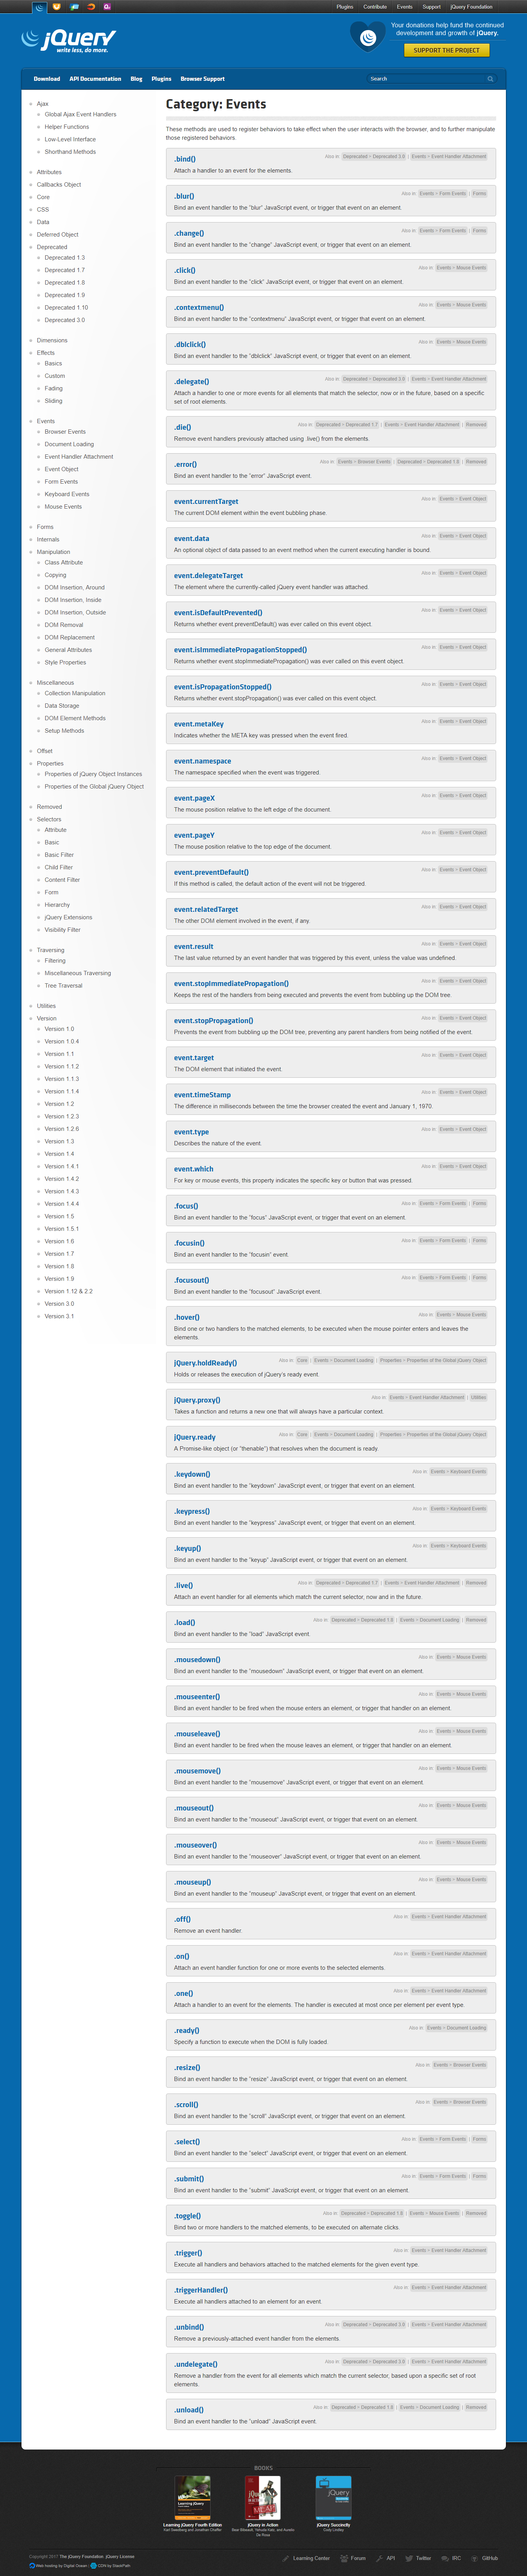 Plugins
Contribute
Events
Support
jQuery Foundation
jQuery
write less, do more.
Your donations help fund the continued
development and growth of jQuery.
SUPPORT THE PROJECT
Download
API Documentation
Blog
Plugins
Browser Support
Search
Ajax
Global Ajax Event Handlers
Helper Functions
Low-Level Interface
Shorthand Methods
Attributes
Callbacks Object
Core
CSS
Data
Deferred Object
Deprecated
Deprecated 1.3
Deprecated 1.7
Deprecated 1.8
Deprecated 1.9
Deprecated 1.10
Deprecated 3.0
Dimensions
Effects
Basics
Custom
Fading
Sliding
Events
Browser Events
Document Loading
Event Handler Attachment
Event Object
Form Events
Keyboard Events
Mouse Events
Forms
Internals
Manipulation
Class Attribute
Copying
DOM Insertion, Around
DOM Insertion, Inside
DOM Insertion, Outside
DOM Removal
DOM Replacement
General Attributes
Style Properties
Miscellaneous
Collection Manipulation
Data Storage
DOM Element Methods
Setup Methods
Offset
Properties
Properties of jQuery Object Instances
Properties of the Global jQuery Object
Removed
Selectors
Attribute
Basic
Basic Filter
Child Filter
Content Filter
Form
Hierarchy
jQuery Extensions
Visibility Filter
Traversing
Filtering
Miscellaneous Traversing
Tree Traversal
Utilities
Version
Version 1.0
Version 1.0.4
Version 1.1
Version 1.1.2
Version 1.1.3
Version 1.1.4
Version 1.2
Version 1.2.3
Version 1.2.6
Version 1.3
Version 1.4
Version 1.4.1
Version 1.4.2
Version 1.4.3
Version 1.4.4
Version 1.5
Version 1.5.1
Version 1.6
Version 1.7
Version 1.8
Version 1.9
Version 1.12 & 2.2
Version 3.0
Version 3.1
Category: Events
These methods are used to register behaviors to take effect when the user interacts with the browser, and to further manipulate
those registered behaviors.
.bind()
Also in: Deprecated > Deprecated 3.0 | Events > Event Handler Attachment
Attach a handler to an event for the elements.
.blur()
Also in: Events > Form Events | Forms
Bind an event handler to the "blur" JavaScript event, or trigger that event on an element.
.change()
Also in: Events > Form Events | Forms
Bind an event handler to the "change" JavaScript event, or trigger that event on an element.
.click()
Also in: Events > Mouse Events
Bind an event handler to the "click" JavaScript event, or trigger that event on an element.
.contextmenu()
Also in: Events > Mouse Events
Bind an event handler to the "contextmenu" JavaScript event, or trigger that event on an element.
.dblclick()
Also in: Events > Mouse Events
Bind an event handler to the "dblclick" JavaScript event, or trigger that event on an element.
.delegate()
Also in: Deprecated > Deprecated 3.0 | Events > Event Handler Attachment
Attach a handler to one or more events for all elements that match the selector, now or in the future, based on a specific
set of root elements.
.die()
Also in: Deprecated > Deprecated 1.7 | Events > Event Handler Attachment | Removed
Remove event handlers previously attached using .live() from the elements.
.error()
Also in: Events > Browser Events | Deprecated > Deprecated 1.8 | Removed
Bind an event handler to the "error" JavaScript event.
event.currentTarget
Also in: Events > Event Object
The current DOM element within the event bubbling phase.
event.data
Also in: Events > Event Object
An optional object of data passed to an event method when the current executing handler is bound.
event.delegateTarget
Also in: Events > Event Object
The element where the currently-called jQuery event handler was attached.
event.isDefaultPrevented()
Also in: Events > Event Object
Returns whether event.preventDefault() was ever called on this event object.
event.isImmediatePropagationStopped()
Also in: Events > Event Object
Returns whether event.stopImmediatePropagation() was ever called on this event object.
event.isPropagationStopped()
Also in: Events > Event Object
Returns whether event.stopPropagation() was ever called on this event object.
event.metaKey
Also in: Events > Event Object
Indicates whether the META key was pressed when the event fired.
event.namespace
Also in: Events > Event Object
The namespace specified when the event was triggered.
event.pageX
Also in: Events > Event Object
The mouse position relative to the left edge of the document.
event.pageY
Also in: Events > Event Object
The mouse position relative to the top edge of the document.
event.preventDefault()
Also in: Events > Event Object
If this method is called, the default action of the event will not be triggered.
event.relatedTarget
Also in: Events > Event Object
The other DOM element involved in the event, if any.
event.result
Also in: Events > Event Object
The last value returned by an event handler that was triggered by this event, unless the value was undefined.
event.stopImmediatePropagation()
Also in: Events > Event Object
Keeps the rest of the handlers from being executed and prevents the event from bubbling up the DOM tree.
event.stopPropagation()
Also in: Events > Event Object
Prevents the event from bubbling up the DOM tree, preventing any parent handlers from being notified of the event.
event.target
Also in: Events > Event Object
The DOM element that initiated the event.
event.timeStamp
Also in: Events > Event Object
The difference in milliseconds between the time the browser created the event and January 1, 1970.
event.type
Also in: Events > Event Object
Describes the nature of the event.
event.which
Also in: Events > Event Object
For key or mouse events, this property indicates the specific key or button that was pressed.
.focus()
Also in: Events > Form Events | Forms
Bind an event handler to the "focus" JavaScript event, or trigger that event on an element.
.focusin()
Also in: Events > Form Events | Forms
Bind an event handler to the "focusin" event.
.focusout()
Also in: Events > Form Events | Forms
Bind an event handler to the "focusout" JavaScript event.
.hover()
Also in: Events > Mouse Events
Bind one or two handlers to the matched elements, to be executed when the mouse pointer enters and leaves the
elements.
jQuery.holdReady()
Also in: Core | Events > Document Loading | Properties > Properties of the Global jQuery Object
Holds or releases the execution of jQuery's ready event.
jQuery.proxy()
Also in: Events > Event Handler Attachment | Utilities
Takes a function and returns a new one that will always have a particular context.
jQuery.ready
Also in: Core | Events > Document Loading | Properties > Properties of the Global jQuery Object
A Promise-like object (or "thenable") that resolves when the document is ready.
.keydown()
Also in: Events > Keyboard Events
Bind an event handler to the "keydown" JavaScript event, or trigger that event on an element.
.keypress()
Also in: Events > Keyboard Events
Bind an event handler to the "keypress" JavaScript event, or trigger that event on an element.
.keyup()
Also in: Events > Keyboard Events
Bind an event handler to the "keyup" JavaScript event, or trigger that event on an element.
.live()
Also in: Deprecated > Deprecated 1.7 | Events > Event Handler Attachment | Removed
Attach an event handler for all elements which match the current selector, now and in the future.
.load()
Also in: Deprecated > Deprecated 1.8 | Events > Document Loading | Removed
Bind an event handler to the "load" JavaScript event.
.mousedown()
Also in: Events > Mouse Events
Bind an event handler to the "mousedown" JavaScript event, or trigger that event on an element.
.mouseenter()
Also in: Events > Mouse Events
Bind an event handler to be fired when the mouse enters an element, or trigger that handler on an element.
.mouseleave()
Also in: Events > Mouse Events
Bind an event handler to be fired when the mouse leaves an element, or trigger that handler on an element.
.mousemove()
Also in: Events > Mouse Events
Bind an event handler to the "mousemove" JavaScript event, or trigger that event on an element.
.mouseout()
Also in: Events > Mouse Events
Bind an event handler to the "mouseout" JavaScript event, or trigger that event on an element.
.mouseover()
Also in: Events > Mouse Events
Bind an event handler to the "mouseover" JavaScript event, or trigger that event on an element.
.mouseup()
Also in: Events > Mouse Events
Bind an event handler to the "mouseup" JavaScript event, or trigger that event on an element.
.off()
Also in: Events > Event Handler Attachment
Remove an event handler.
.on()
Also in: Events > Event Handler Attachment
Attach an event handler function for one or more events to the selected elements.
.one()
Also in: Events > Event Handler Attachment
Attach a handler to an event for the elements. The handler is executed at most once per element per event type.
.ready()
Also in: Events > Document Loading
Specify a function to execute when the DOM is fully loaded.
.resize()
Also in: Events > Browser Events
Bind an event handler to the "resize" JavaScript event, or trigger that event on an element.
.scroll()
Also in: Events > Browser Events
Bind an event handler to the "scroll" JavaScript event, or trigger that event on an element.
.select()
Also in: Events > Form Events | Forms
Bind an event handler to the "select" JavaScript event, or trigger that event on an element.
.submit()
Also in: Events > Form Events | Forms
Bind an event handler to the "submit" JavaScript event, or trigger that event on an element.
.toggle()
Also in: Deprecated > Deprecated 1.8 | Events > Mouse Events | Removed
Bind two or more handlers to the matched elements, to be executed on alternate clicks.
.trigger()
Also in: Events > Event Handler Attachment
Execute all handlers and behaviors attached to the matched elements for the given event type.
.triggerHandler()
Also in: Events > Event Handler Attachment
Execute all handlers attached to an element for an event.
.unbind()
Also in: Deprecated > Deprecated 3.0 | Events > Event Handler Attachment
Remove a previously-attached event handler from the elements.
.undelegate()
Also in: Deprecated > Deprecated 3.0 | Events > Event Handler Attachment
Remove a handler from the event for all elements which match the current selector, based upon a specific set of root
elements.
.unload()
Also in: Deprecated > Deprecated 1.8 | Events > Document Loading | Removed
Bind an event handler to the "unload" JavaScript event.
BOOKS
Learning jQuery Fourth Edition
Karl Swedberg and Jonathan Chaffer
jQuery in Action
Bear Bibeault, Yehuda Katz, and Aurelio
De Rosa
jQuery Succinctly
Cody Lindley
Copyright 2017 The jQuery Foundation. jQuery License
Web hosting by Digital Ocean | CDN by StackPath
Learning Center
Forum
API
Twitter
IRC
GitHub